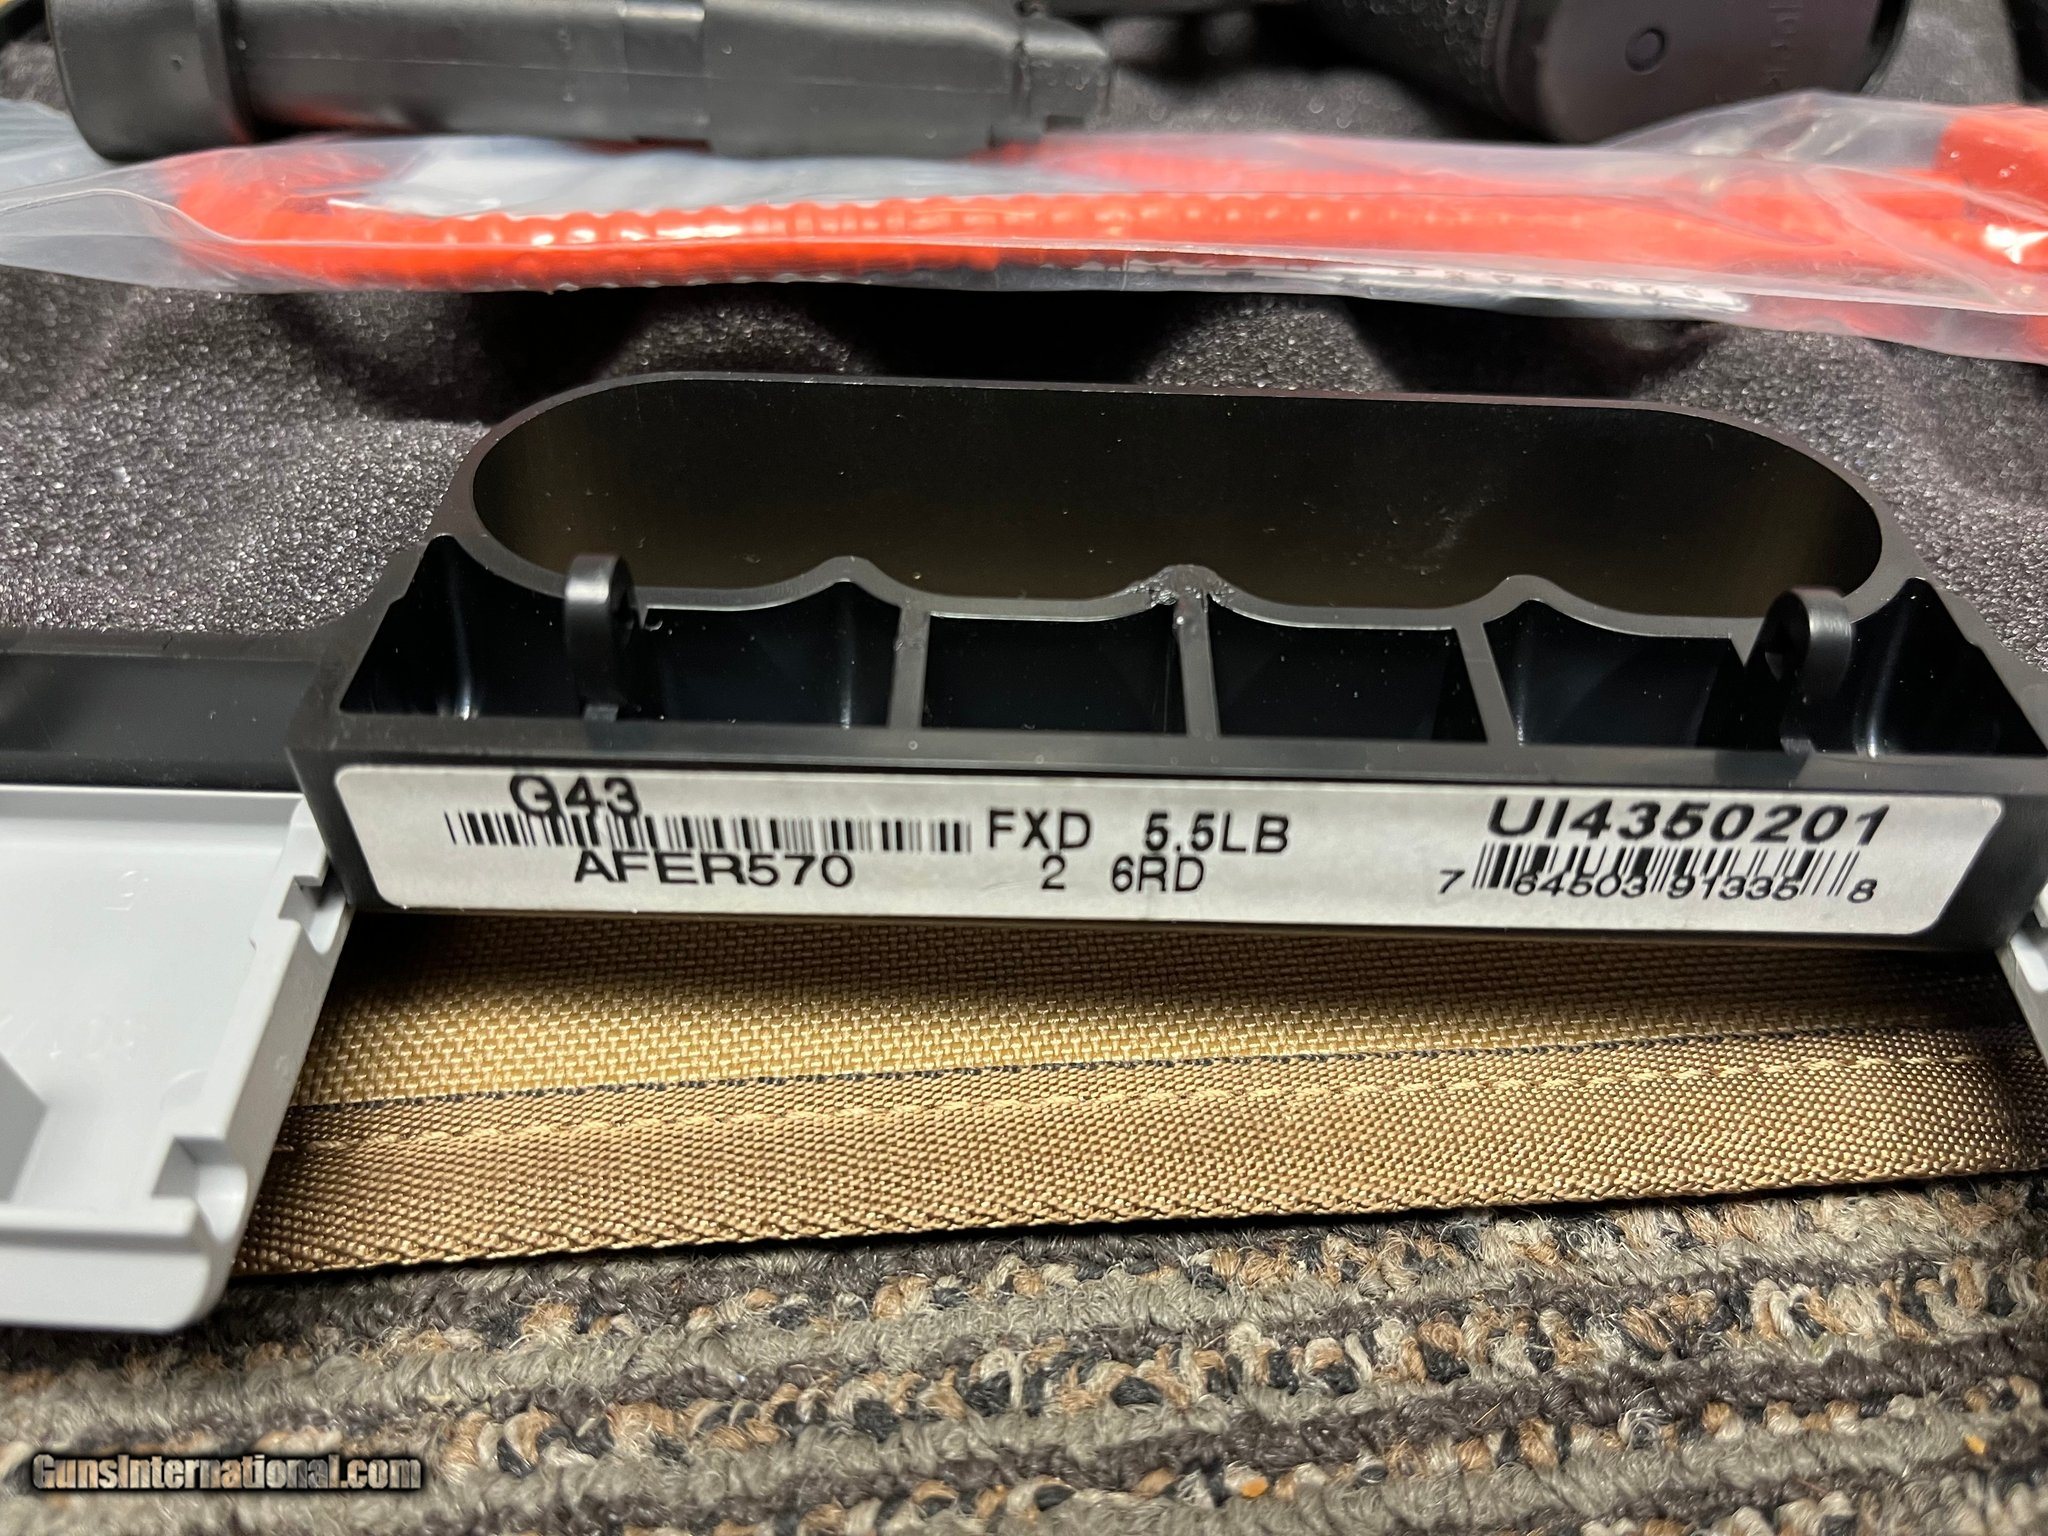 G43
AFER570
FXD 5.5LB
2 6RD
UI4350201
7 64503 91335 8
GunsInternational.com